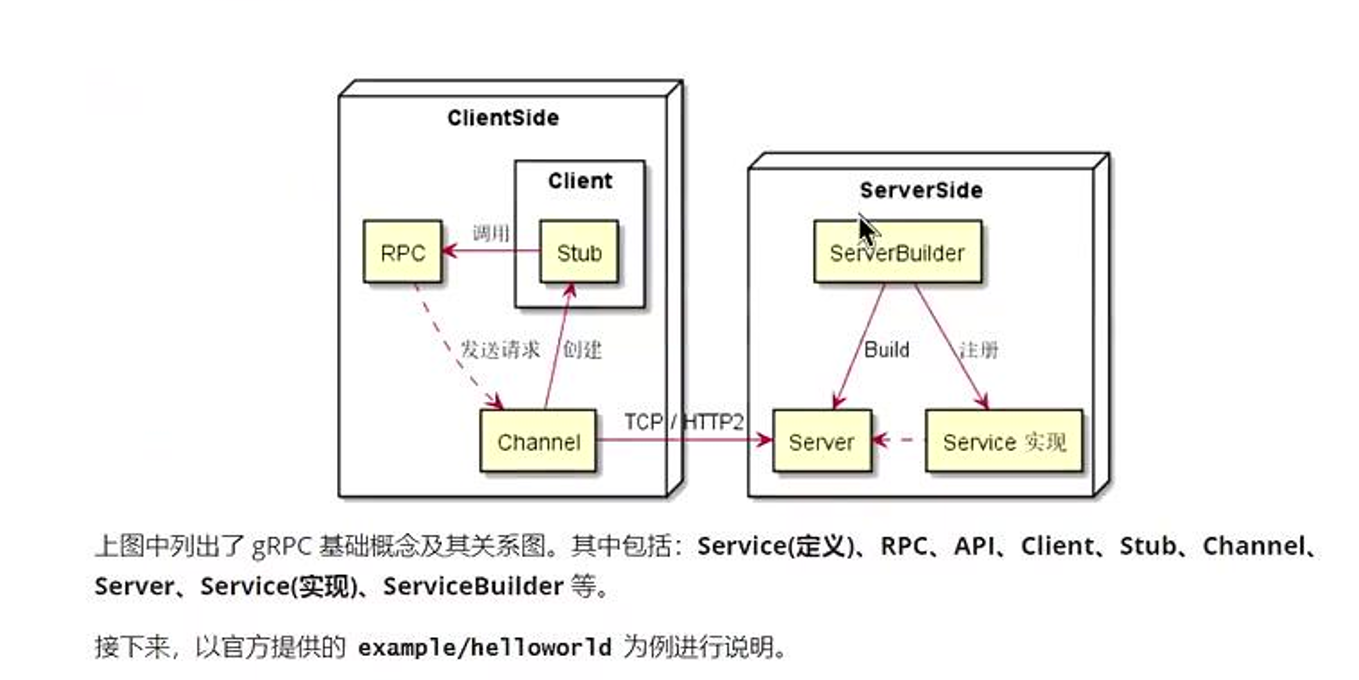 ClientSide
Client
RPC
调用
Stub
发送请求
创建
Channel
TCP / HTTP2
ServerSide
ServerBuilder
Build
注册
Server
Service 实现
上图中列出了 gRPC 基础概念及其关系图。其中包括：Service(定义)、RPC、API、Client、Stub、Channel、
Server、Service(实现)、ServiceBuilder 等。
接下来，以官方提供的 example/helloworld 为例进行说明。